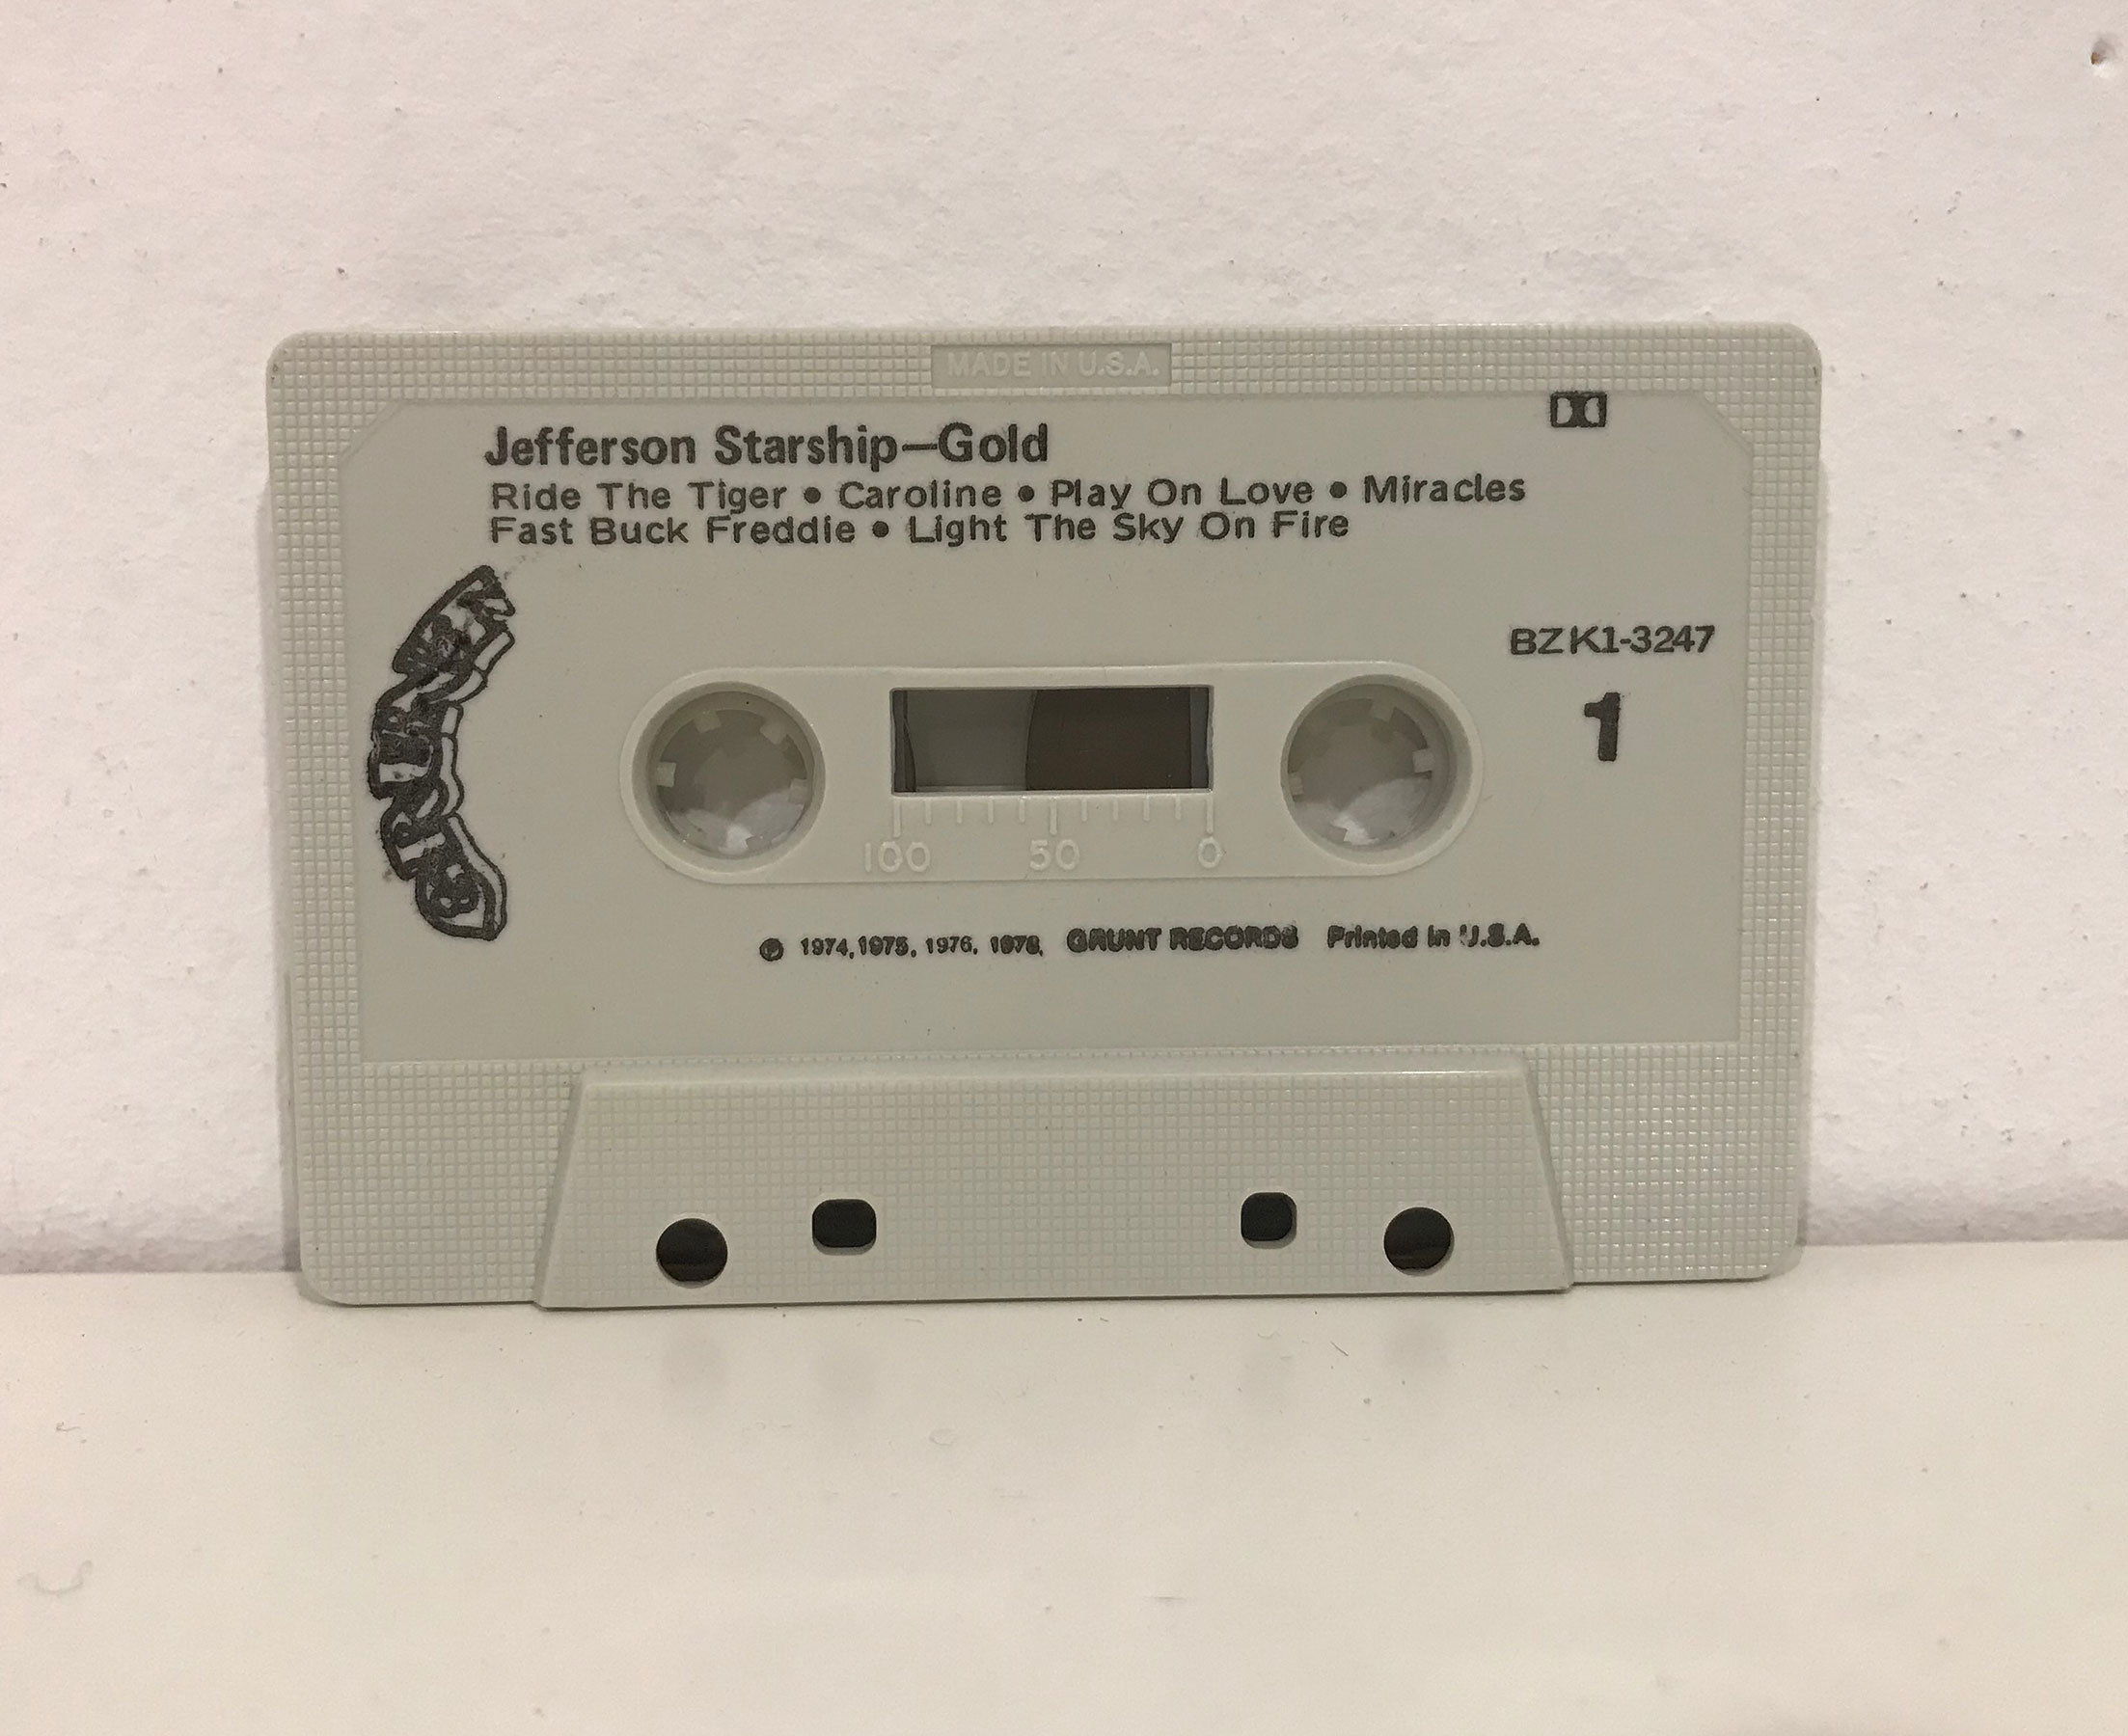 MADE IN U.S.A.
Jefferson Starship—Gold
Ride The Tiger • Caroline • Play On Love • Miracles
Fast Buck Freddie • Light The Sky On Fire
GRUNT
BZK1-3247
1
100 50 0
℗ 1974, 1975, 1976, 1978, GRUNT RECORDS Printed in U.S.A.